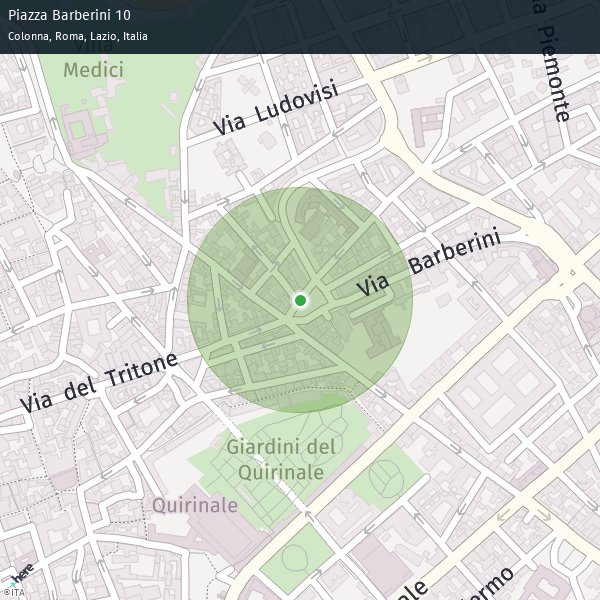 Piazza Barberini 10
Colonna, Roma, Lazio, Italia
Villa
Medici
Via Ludovisi
Via Piemonte
Via Barberini
Via del Tritone
Giardini del
Quirinale
Quirinale
here
©ITA